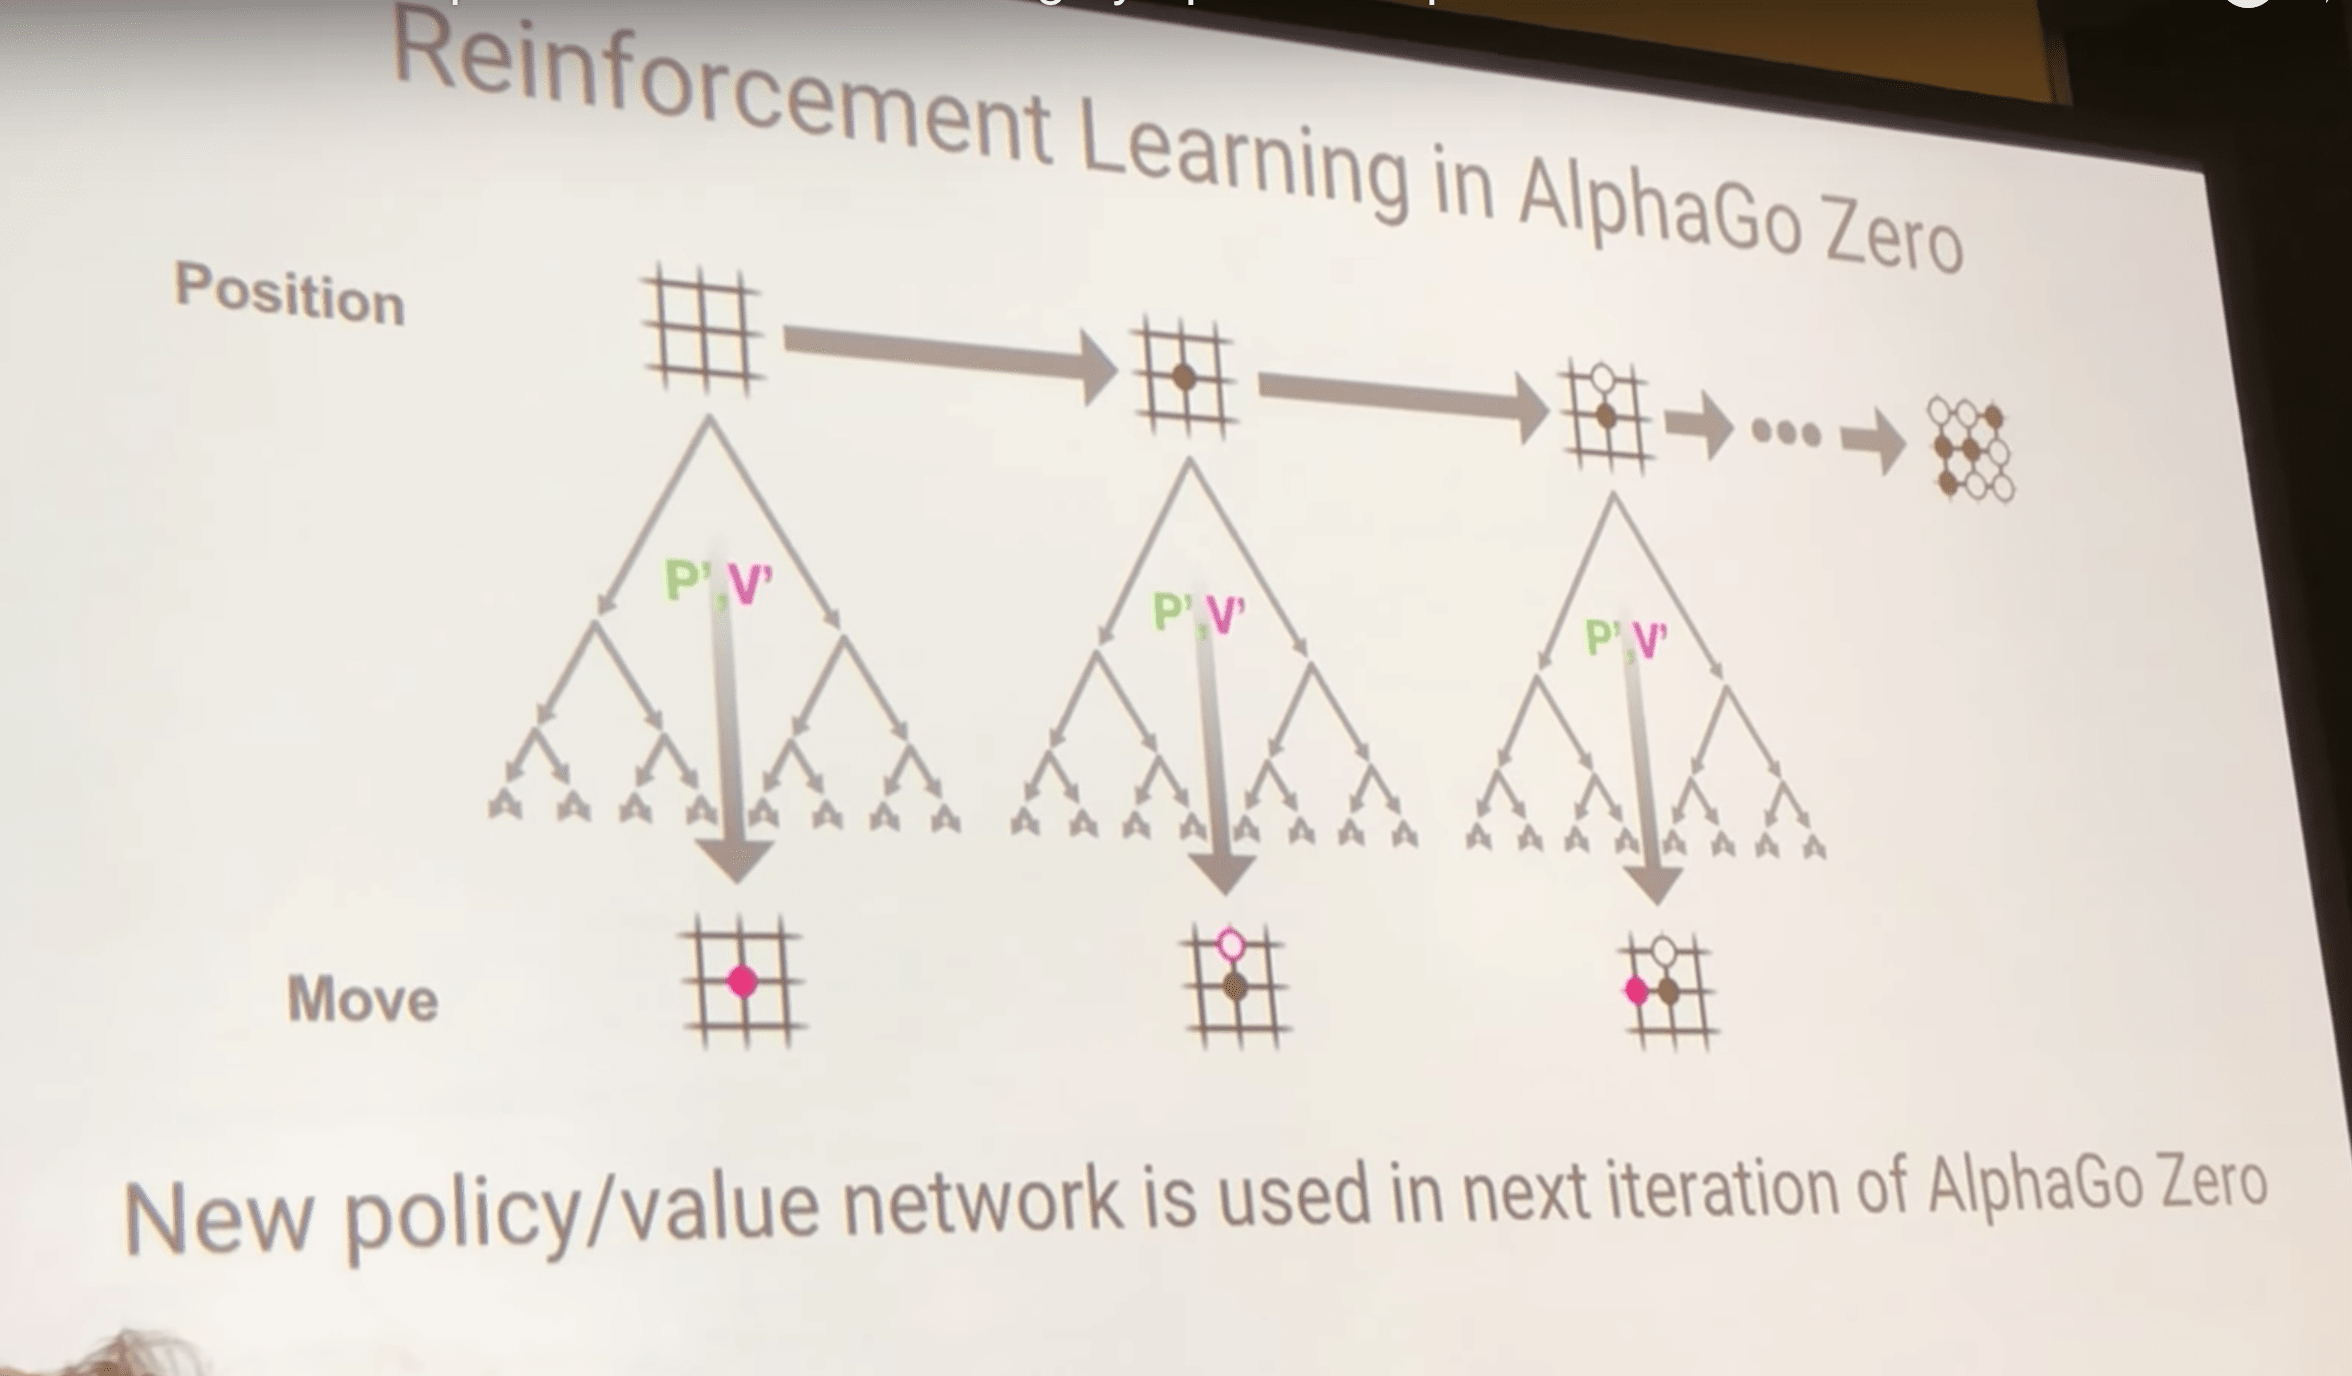 Reinforcement Learning in AlphaGo Zero
Position
P', V'
P', V'
P', V'
Move
New policy/value network is used in next iteration of AlphaGo Zero